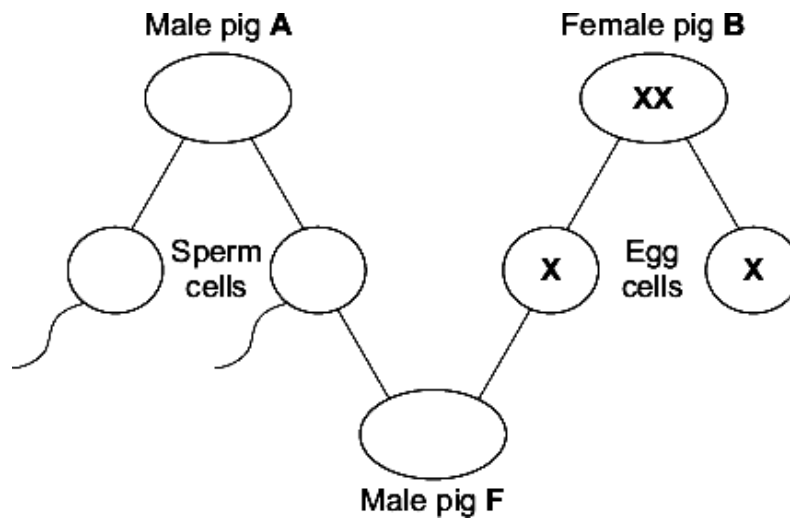 Male pig A
Female pig B
XX
Sperm
cells
X
Egg
cells
X
Male pig F